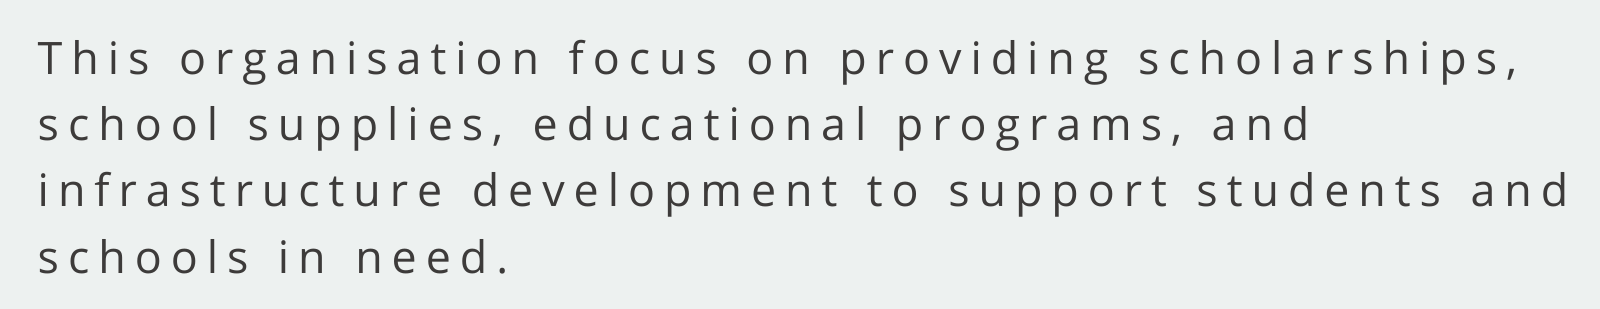 This organisation focus on providing scholarships,
school supplies, educational programs, and
infrastructure development to support students and
schools in need.